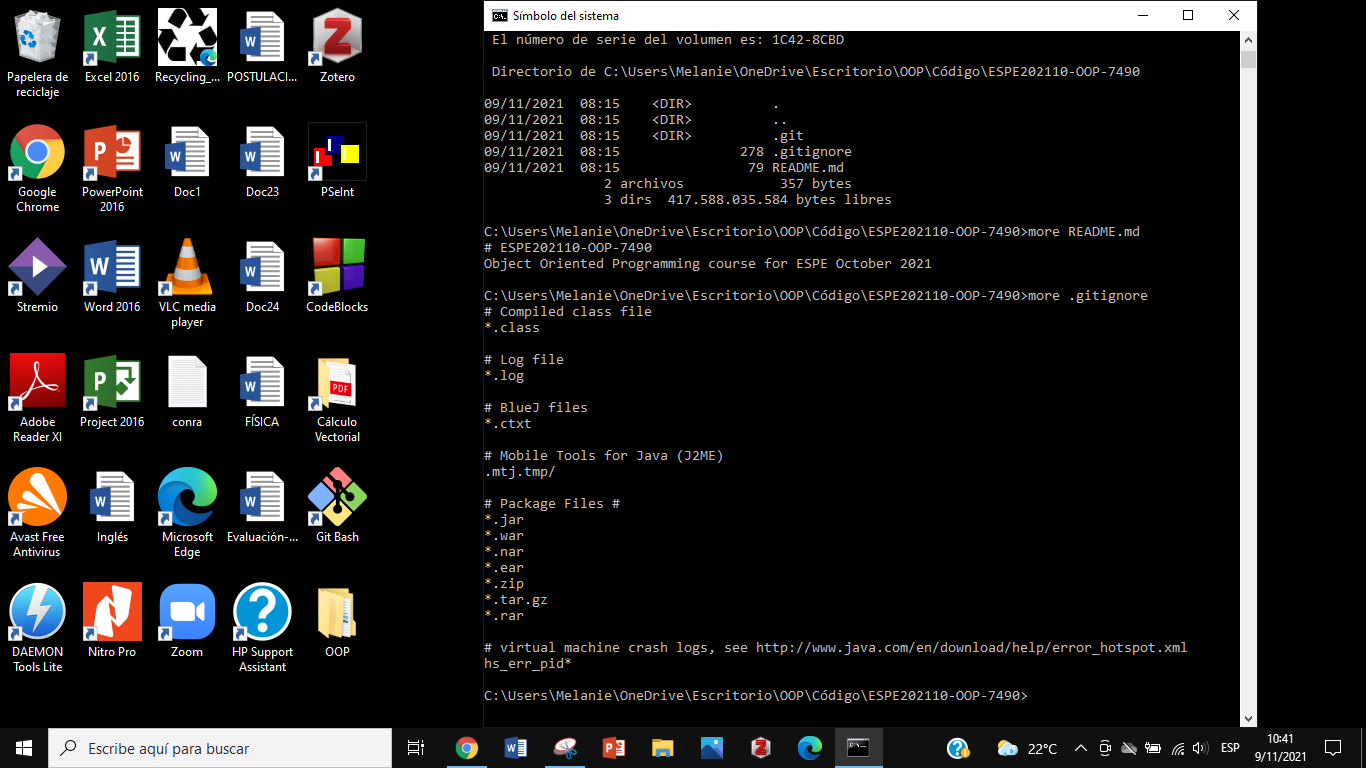 Papelera de
reciclaje
Excel 2016
Recycling_...
POSTULACI...
Zotero
Google
Chrome
PowerPoint
2016
Doc1
Doc23
PSeInt
Stremio
Word 2016
VLC media
player
Doc24
CodeBlocks
Adobe
Reader XI
Project 2016
conra
FÍSICA
PDF
Cálculo
Vectorial
Avast Free
Antivirus
Inglés
Microsoft
Edge
Evaluación-...
Git Bash
DAEMON
Tools Lite
Nitro Pro
Zoom
HP Support
Assistant
OOP
Símbolo del sistema
El número de serie del volumen es: 1C42-8CBD
Directorio de C:\Users\Melanie\OneDrive\Escritorio\OOP\Código\ESPE202110-OOP-7490
09/11/2021  08:15    <DIR>          .
09/11/2021  08:15    <DIR>          ..
09/11/2021  08:15    <DIR>          .git
09/11/2021  08:15               278 .gitignore
09/11/2021  08:15                79 README.md
2 archivos            357 bytes
3 dirs  417.588.035.584 bytes libres
C:\Users\Melanie\OneDrive\Escritorio\OOP\Código\ESPE202110-OOP-7490>more README.md
# ESPE202110-OOP-7490
Object Oriented Programming course for ESPE October 2021
C:\Users\Melanie\OneDrive\Escritorio\OOP\Código\ESPE202110-OOP-7490>more .gitignore
# Compiled class file
*.class
# Log file
*.log
# BlueJ files
*.ctxt
# Mobile Tools for Java (J2ME)
.mtj.tmp/
# Package Files #
*.jar
*.war
*.nar
*.ear
*.zip
*.tar.gz
*.rar
# virtual machine crash logs, see http://www.java.com/en/download/help/error_hotspot.xml
hs_err_pid*
C:\Users\Melanie\OneDrive\Escritorio\OOP\Código\ESPE202110-OOP-7490>
Escribe aquí para buscar
22°C
ESP
10:41
9/11/2021